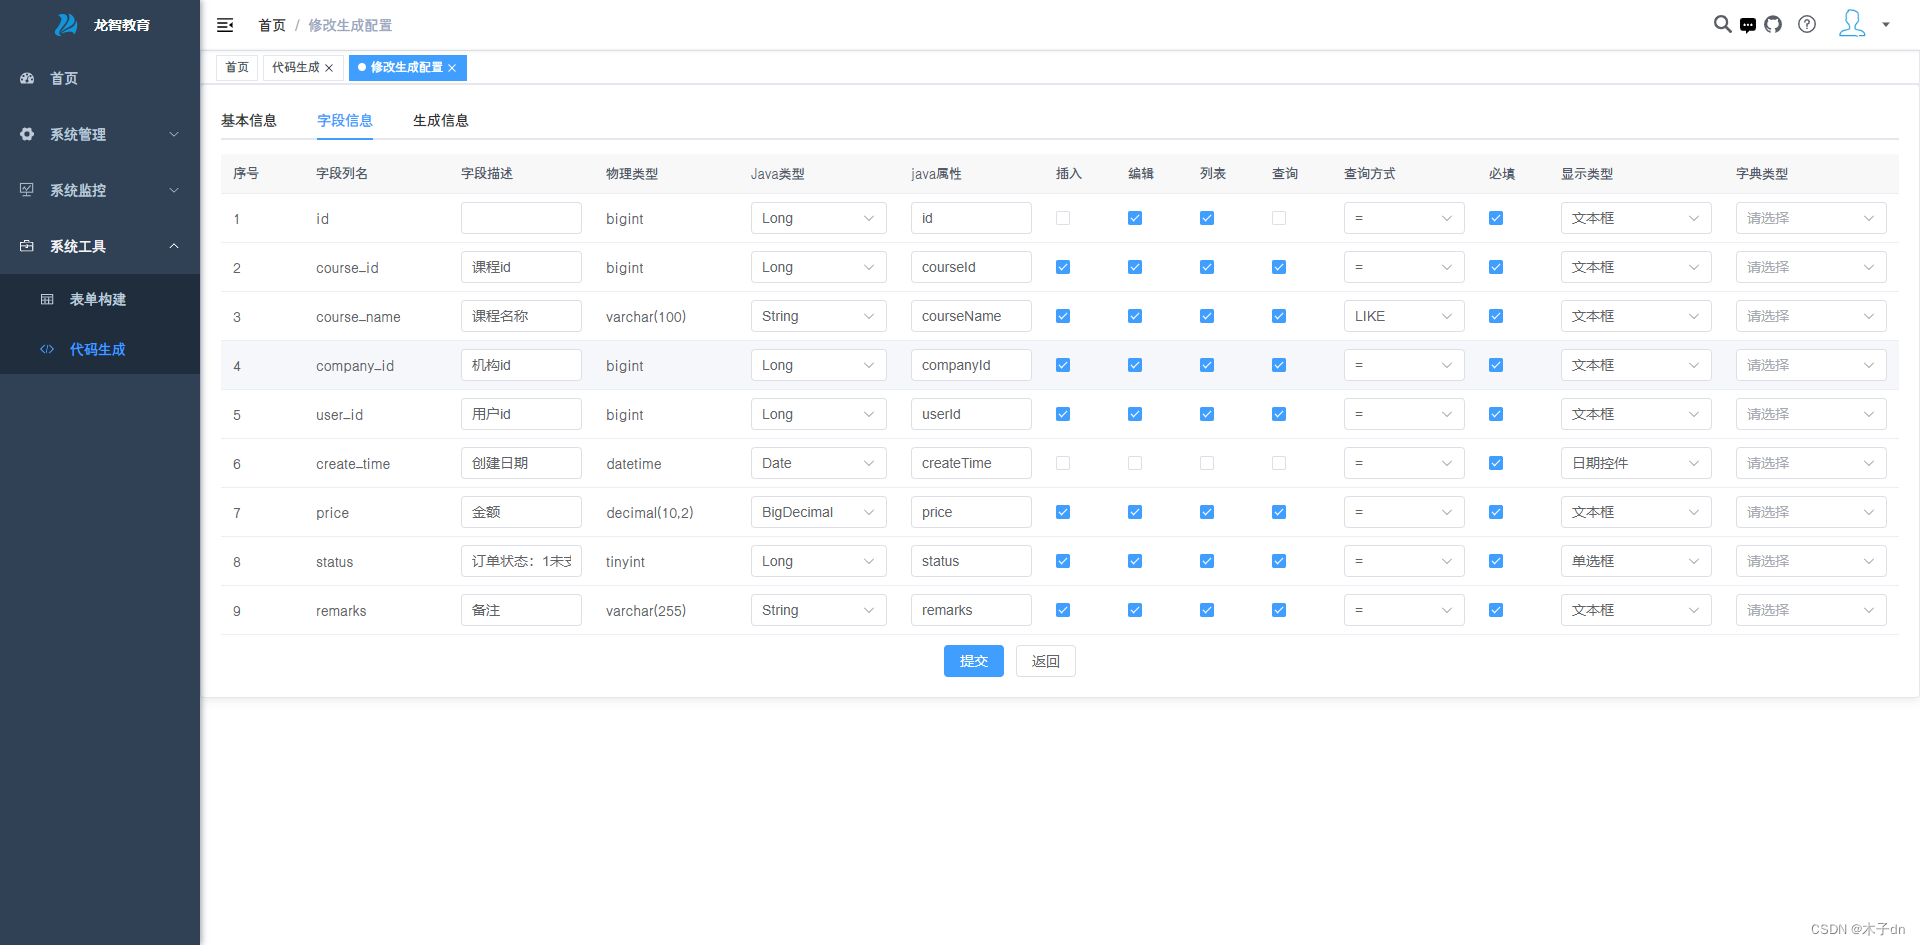 龙智教育
首页 / 修改生成配置
首页
系统管理
系统监控
系统工具
表单构建
代码生成
首页 代码生成 修改生成配置
基本信息 字段信息 生成信息
序号 字段列名 字段描述 物理类型 Java类型 java属性 插入 编辑 列表 查询 查询方式 必填 显示类型 字典类型
1 id bigint Long id = 文本框 请选择
2 course_id 课程id bigint Long courseId = 文本框 请选择
3 course_name 课程名称 varchar(100) String courseName LIKE 文本框 请选择
4 company_id 机构id bigint Long companyId = 文本框 请选择
5 user_id 用户id bigint Long userId = 文本框 请选择
6 create_time 创建日期 datetime Date createTime = 日期控件 请选择
7 price 金额 decimal(10,2) BigDecimal price = 文本框 请选择
8 status 订单状态：1未支 tinyint Long status = 单选框 请选择
9 remarks 备注 varchar(255) String remarks = 文本框 请选择
提交 返回
CSDN @木子dn